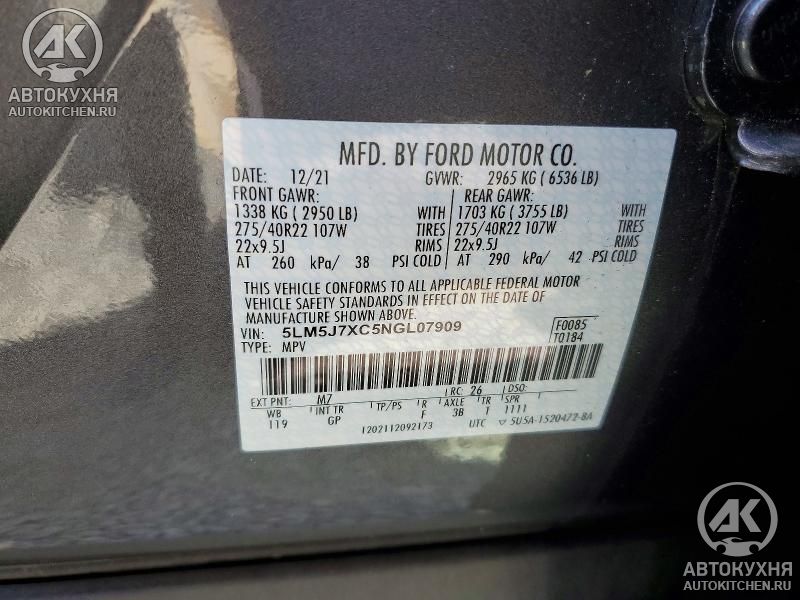 AK
АВТОКУХНЯ
AUTOKITCHEN.RU
MFD. BY FORD MOTOR CO.
DATE: 12/21 GVWR: 2965 KG ( 6536 LB)
FRONT GAWR: REAR GAWR:
1338 KG ( 2950 LB) WITH 1703 KG ( 3755 LB) WITH
275/40R22 107W TIRES 275/40R22 107W TIRES
22x9.5J RIMS 22x9.5J RIMS
AT 260 kPa/ 38 PSI COLD AT 290 kPa/ 42 PSI COLD
THIS VEHICLE CONFORMS TO ALL APPLICABLE FEDERAL MOTOR
VEHICLE SAFETY STANDARDS IN EFFECT ON THE DATE OF
MANUFACTURE SHOWN ABOVE.
VIN: 5LM5J7XC5NGL07909 F0085
TYPE: MPV T0184
EXT PNT: M7 RC: 26 DSO:
WB INT TR TP/PS R AXLE TR SPR
119 GP F 3B T 1111
1202112092173 UTC ▽ 5U5A-1520472-BA
AK
АВТОКУХНЯ
AUTOKITCHEN.RU